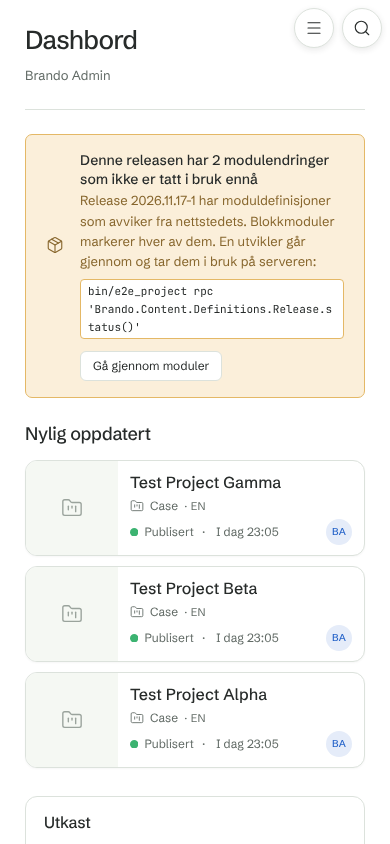 Dashbord
Brando Admin
Denne releasen har 2 modulendringer
som ikke er tatt i bruk ennå
Release 2026.11.17-1 har moduldefinisjoner
som avviker fra nettstedets. Blokkmoduler
markerer hver av dem. En utvikler går
gjennom og tar dem i bruk på serveren:
bin/e2e_project rpc
'Brando.Content.Definitions.Release.s
tatus()'
Gå gjennom moduler
Nylig oppdatert
Test Project Gamma
Case · EN
Publisert · I dag 23:05
BA
Test Project Beta
Case · EN
Publisert · I dag 23:05
BA
Test Project Alpha
Case · EN
Publisert · I dag 23:05
BA
Utkast